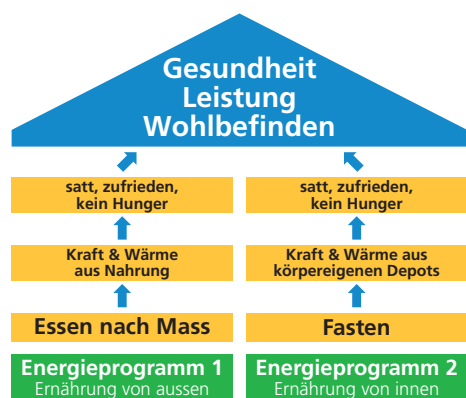 Gesundheit
Leistung
Wohlbefinden
satt, zufrieden,
kein Hunger
satt, zufrieden,
kein Hunger
Kraft & Wärme
aus Nahrung
Kraft & Wärme aus
körpereigenen Depots
Essen nach Mass
Fasten
Energieprogramm 1
Ernährung von aussen
Energieprogramm 2
Ernährung von innen